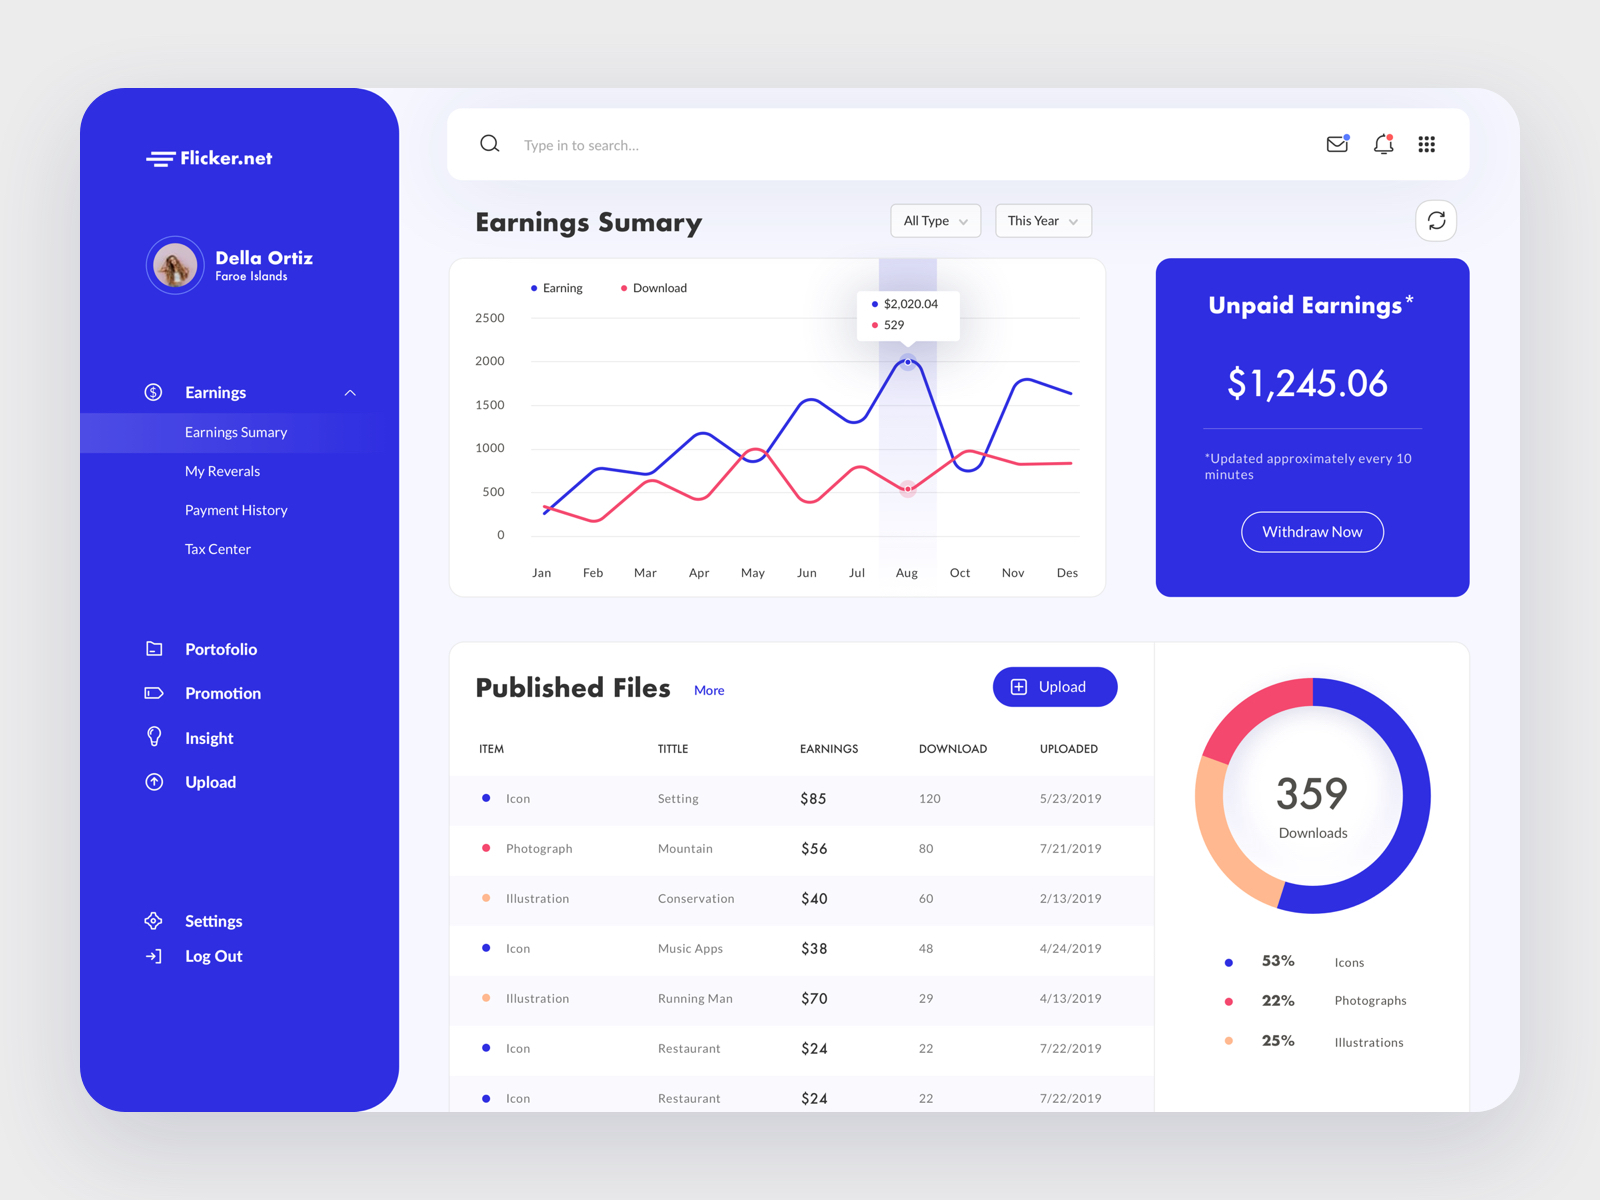 Flicker.net
Della Ortiz
Faroe Islands
Earnings
Earnings Sumary
My Reverals
Payment History
Tax Center
Portofolio
Promotion
Insight
Upload
Settings
Log Out
Type in to search...
Earnings Sumary
All Type
This Year
Earning
Download
$2,020.04
529
2500
2000
1500
1000
500
0
Jan Feb Mar Apr May Jun Jul Aug Oct Nov Des
Unpaid Earnings*
$1,245.06
*Updated approximately every 10
minutes
Withdraw Now
Published Files More
Upload
ITEM TITTLE EARNINGS DOWNLOAD UPLOADED
Icon Setting $85 120 5/23/2019
Photograph Mountain $56 80 7/21/2019
Illustration Conservation $40 60 2/13/2019
Icon Music Apps $38 48 4/24/2019
Illustration Running Man $70 29 4/13/2019
Icon Restaurant $24 22 7/22/2019
Icon Restaurant $24 22 7/22/2019
359
Downloads
53% Icons
22% Photographs
25% Illustrations